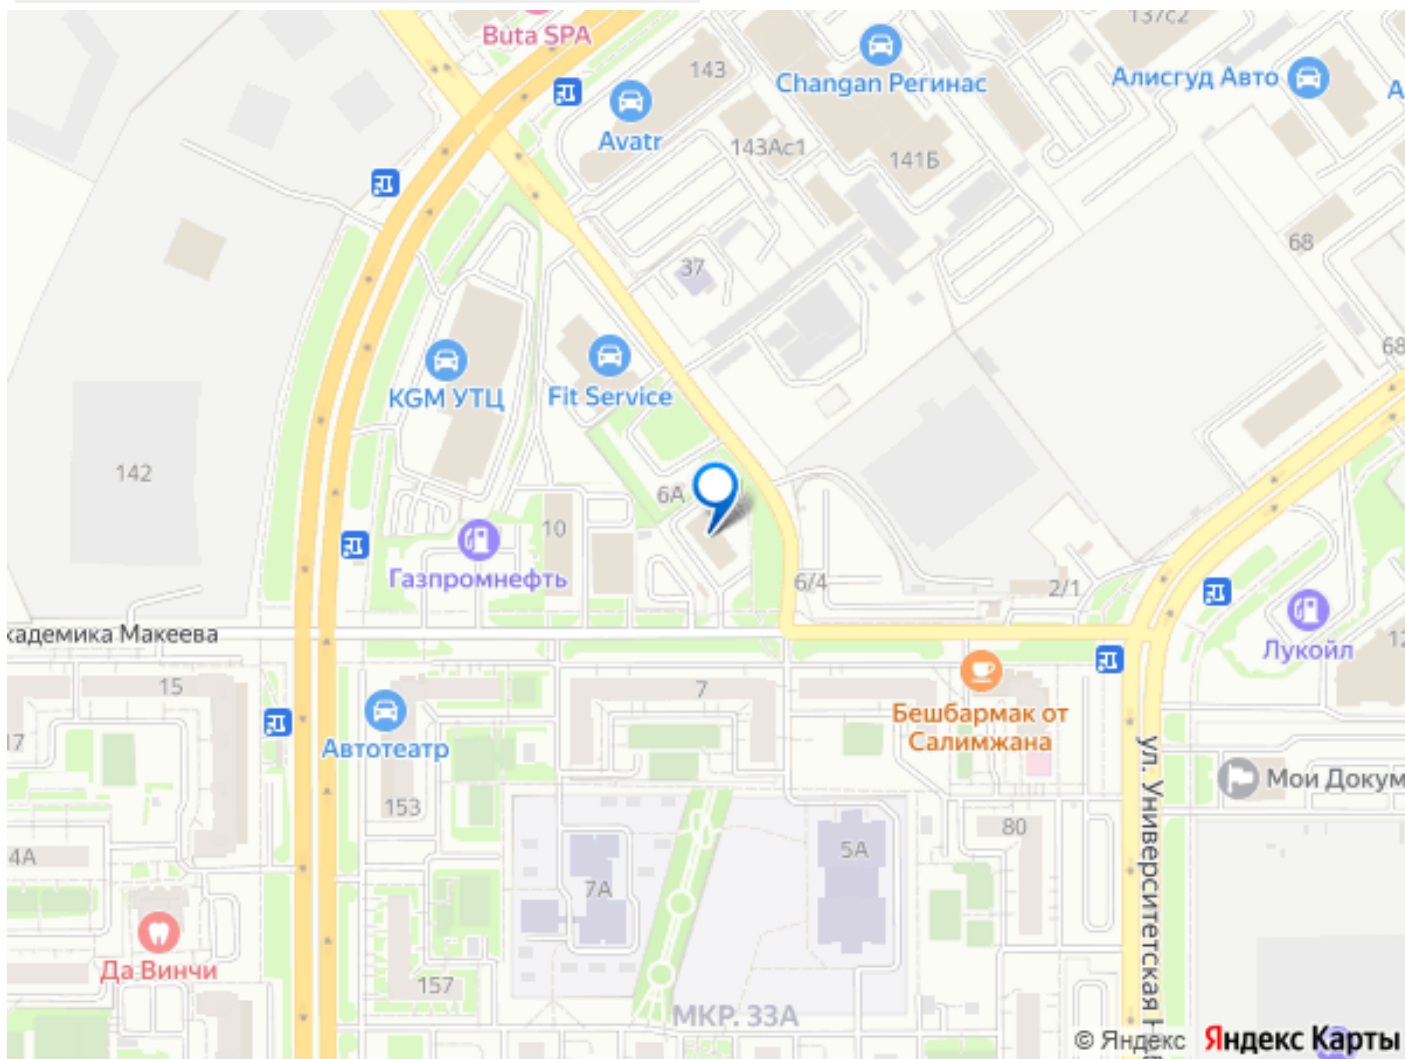 Buta SPA
143
Changan Регинас
137с2
Алисгуд Авто
Avatr
143Ас1
141Б
68
37
68
KGM УТЦ
Fit Service
142
6А
10
Газпромнефть
6/4
2/1
кадемика Макеева
Лукойл
15
7
Бешбармак от
Салимжана
17
Автотеатр
ул. Университетская Н
Мои Докум
153
80
4А
5А
7А
Да Винчи
157
МКР. 33А
© Яндекс Яндекс Карты